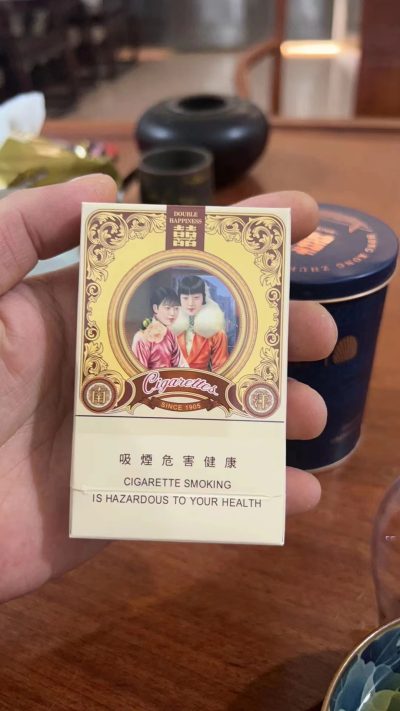 DOUBLE
HAPPINESS
囍
Cigarettes
SINCE 1905
吸煙危害健康
CIGARETTE SMOKING
IS HAZARDOUS TO YOUR HEALTH